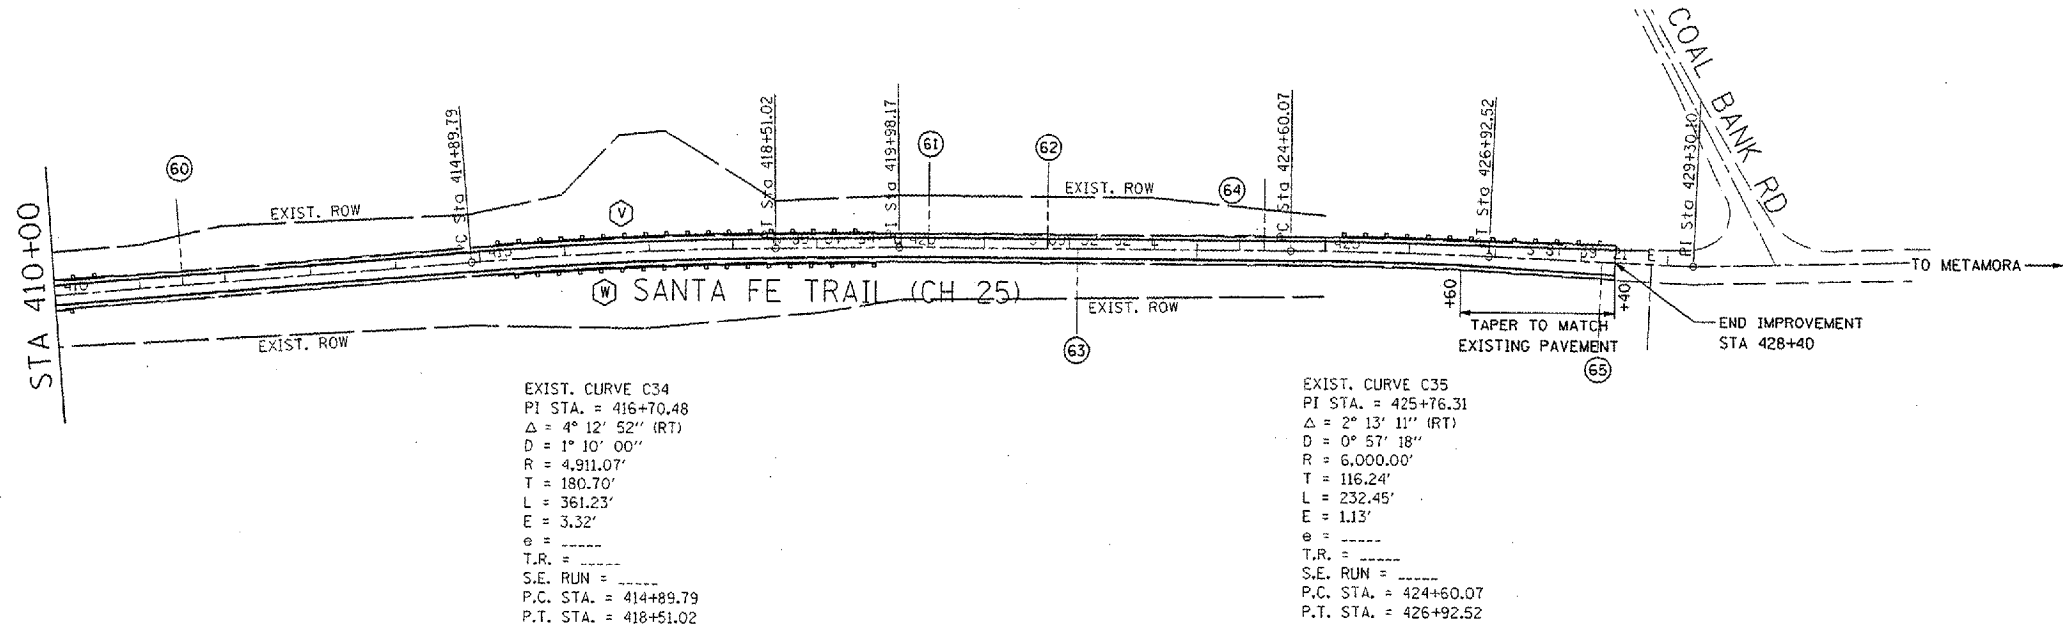 COAL BANK RD
STA 410+00
60
PC Sta 414+89.79
PT Sta 418+51.02
PI Sta 419+98.17
61
62
PC Sta 424+60.07
PT Sta 426+92.52
PI Sta 429+30.10
EXIST. ROW
V
EXIST. ROW
64
410
415
420
425
TO METAMORA
W
SANTA FE TRAIL (CH 25)
EXIST. ROW
EXIST. ROW
63
+60
+40
TAPER TO MATCH
EXISTING PAVEMENT
65
END IMPROVEMENT
STA 428+40
EXIST. CURVE C34
PI STA. = 416+70.48
Δ = 4° 12' 52" (RT)
D = 1° 10' 00"
R = 4,911.07'
T = 180.70'
L = 361.23'
E = 3.32'
e = _____
T.R. = _____
S.E. RUN = _____
P.C. STA. = 414+89.79
P.T. STA. = 418+51.02
EXIST. CURVE C35
PI STA. = 425+76.31
Δ = 2° 13' 11" (RT)
D = 0° 57' 18"
R = 6,000.00'
T = 116.24'
L = 232.45'
E = 1.13'
e = _____
T.R. = _____
S.E. RUN = _____
P.C. STA. = 424+60.07
P.T. STA. = 426+92.52